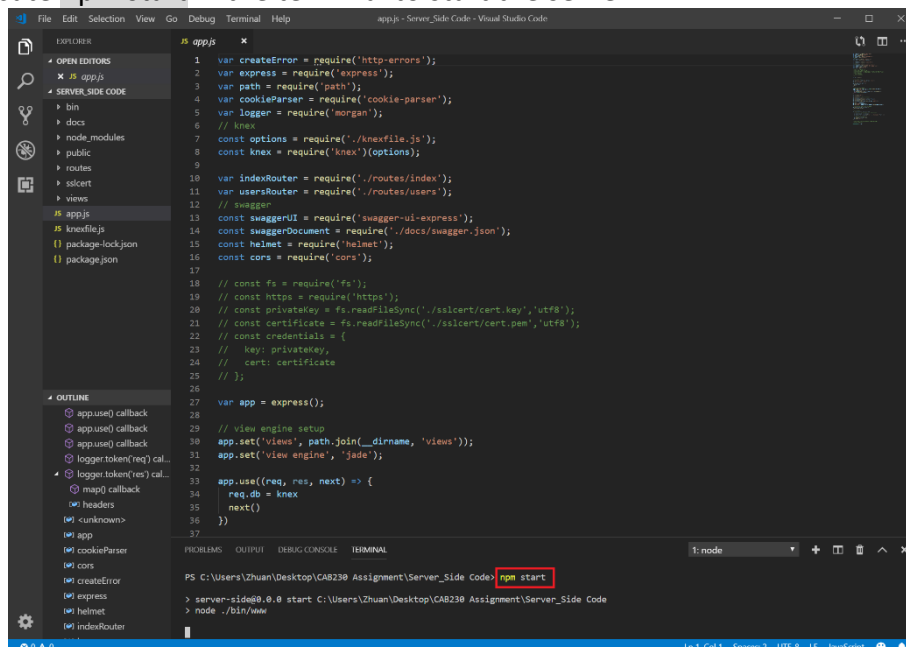 File Edit Selection View Go Debug Terminal Help
app.js - Server_Side Code - Visual Studio Code
EXPLORER
OPEN EDITORS
JS app.js
SERVER_SIDE CODE
bin
docs
node_modules
public
routes
sslcert
views
JS app.js
JS knexfile.js
{} package-lock.json
{} package.json
OUTLINE
app.use() callback
app.use() callback
app.use() callback
logger.token('req') cal...
logger.token('res') cal...
map() callback
headers
<unknown>
app
cookieParser
cors
createError
express
helmet
indexRouter
JS app.js
1 var createError = require('http-errors');
2 var express = require('express');
3 var path = require('path');
4 var cookieParser = require('cookie-parser');
5 var logger = require('morgan');
6 // knex
7 const options = require('./knexfile.js');
8 const knex = require('knex')(options);
9
10 var indexRouter = require('./routes/index');
11 var usersRouter = require('./routes/users');
12 // swagger
13 const swaggerUI = require('swagger-ui-express');
14 const swaggerDocument = require('./docs/swagger.json');
15 const helmet = require('helmet');
16 const cors = require('cors');
17
18 // const fs = require('fs');
19 // const https = require('https');
20 // const privateKey = fs.readFileSync('./sslcert/cert.key','utf8');
21 // const certificate = fs.readFileSync('./sslcert/cert.pem','utf8');
22 // const credentials = {
23 //   key: privateKey,
24 //   cert: certificate
25 // };
26
27 var app = express();
28
29 // view engine setup
30 app.set('views', path.join(__dirname, 'views'));
31 app.set('view engine', 'jade');
32
33 app.use((req, res, next) => {
34   req.db = knex
35   next()
36 })
37
PROBLEMS OUTPUT DEBUG CONSOLE TERMINAL
1: node
PS C:\Users\Zhuan\Desktop\CAB230 Assignment\Server_Side Code> npm start
> server-side@0.0.0 start C:\Users\Zhuan\Desktop\CAB230 Assignment\Server_Side Code
> node ./bin/www